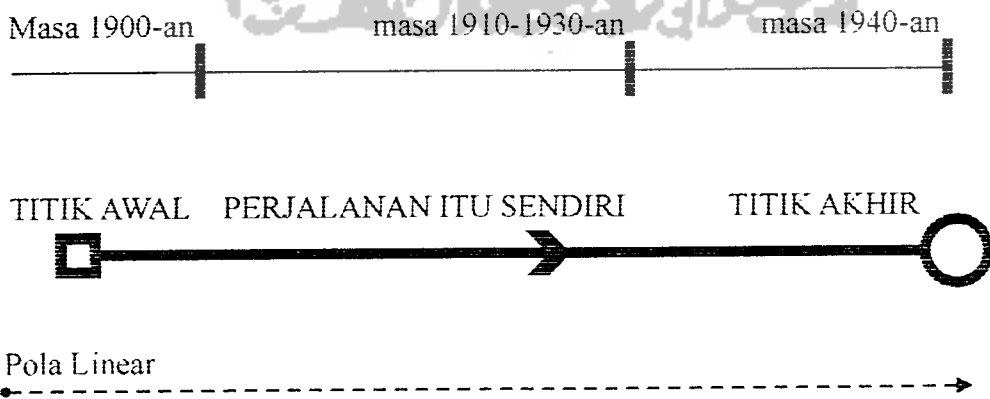 Masa 1900-an masa 1910-1930-an masa 1940-an
TITIK AWAL PERJALANAN ITU SENDIRI TITIK AKHIR
Pola Linear